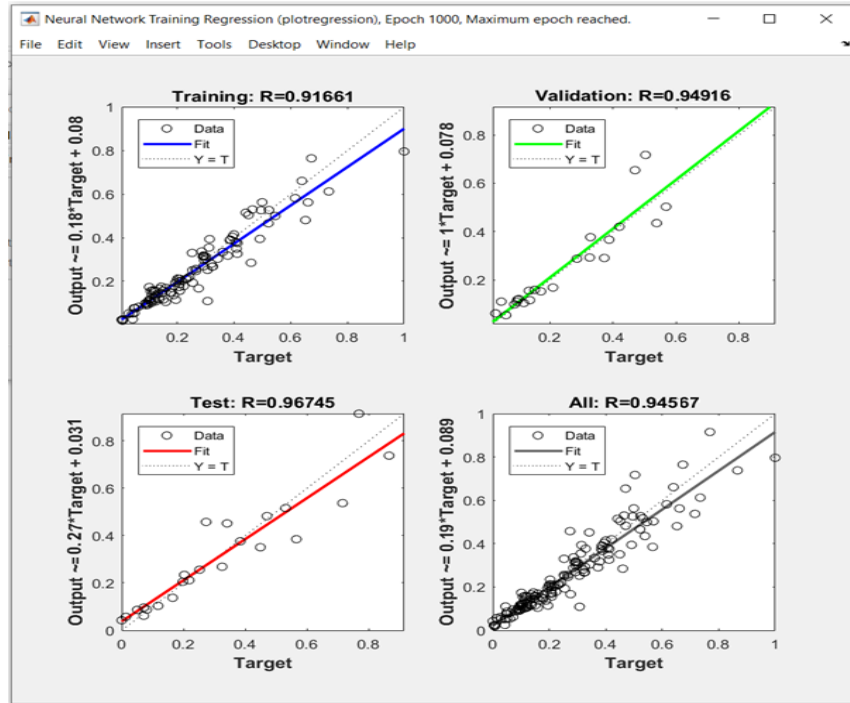 Neural Network Training Regression (plotregression), Epoch 1000, Maximum epoch reached.
File Edit View Insert Tools Desktop Window Help
Training: R=0.91661
Output ~= 0.18*Target + 0.08
Data
Fit
Y = T
1
0.8
0.6
0.4
0.2
0.2 0.4 0.6 0.8 1
Target
Validation: R=0.94916
Output ~= 1*Target + 0.078
Data
Fit
Y = T
0.8
0.6
0.4
0.2
0.2 0.4 0.6 0.8
Target
Test: R=0.96745
Output ~=0.27*Target + 0.031
Data
Fit
Y = T
0.8
0.6
0.4
0.2
0
0 0.2 0.4 0.6 0.8
Target
All: R=0.94567
Output ~= 0.19*Target + 0.089
Data
Fit
Y = T
1
0.8
0.6
0.4
0.2
0
0 0.2 0.4 0.6 0.8 1
Target